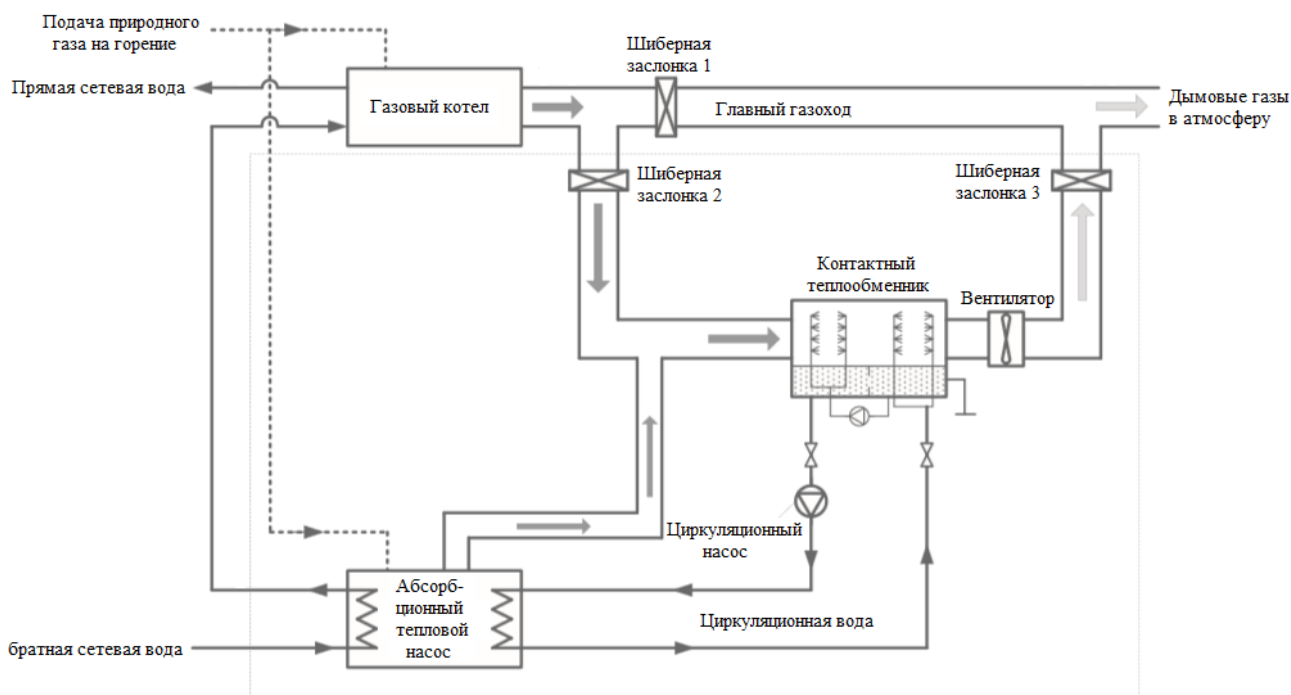 Подача природного
газа на горение
Шиберная
заслонка 1
Прямая сетевая вода
Газовый котел
Главный газоход
Дымовые газы
в атмосферу
Шиберная
заслонка 2
Шиберная
заслонка 3
Контактный
теплообменник
Вентилятор
Циркуляционный
насос
Абсорб-
ционный
тепловой
насос
Циркуляционная вода
братная сетевая вода